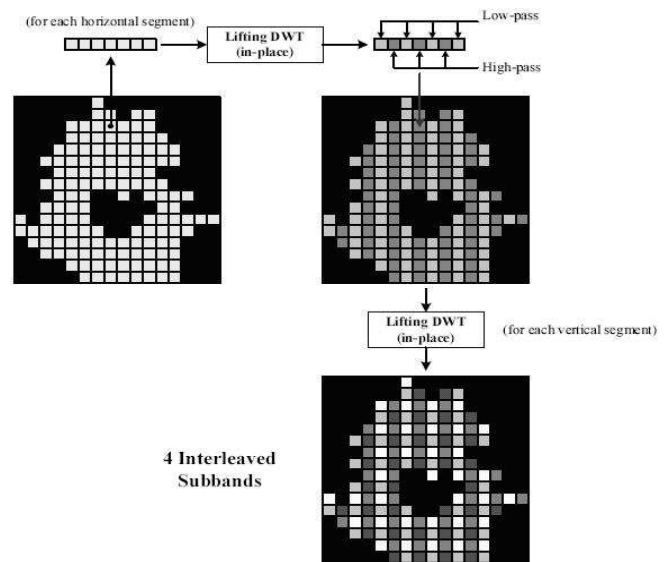 (for each horizontal segment)
Lifting DWT
(in-place)
Low-pass
High-pass
Lifting DWT
(in-place)
(for each vertical segment)
4 Interleaved
Subbands